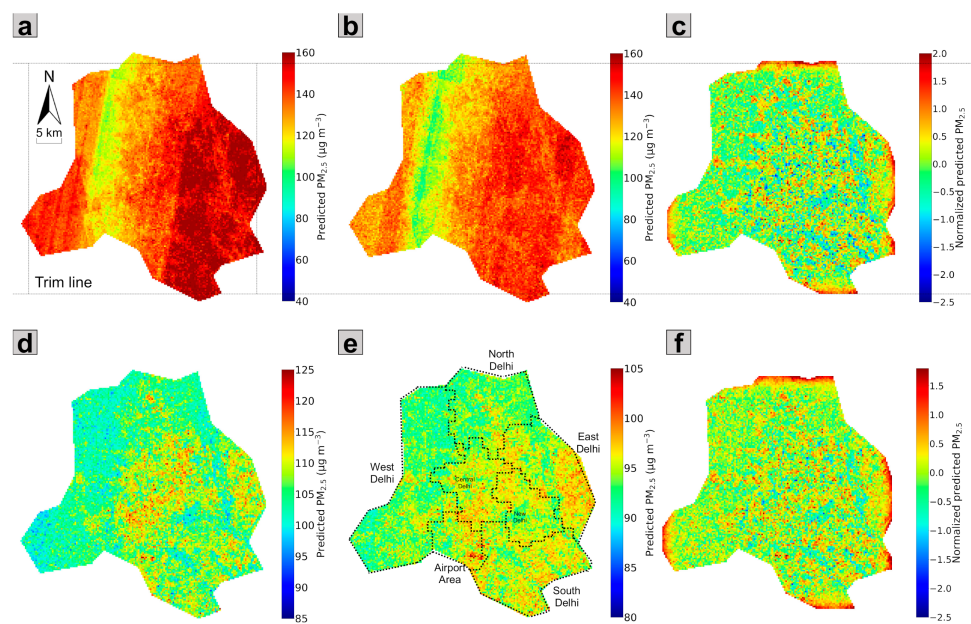 a
b
c
N
5 km
Trim line
160
140
120
100
80
60
40
Predicted PM2.5 (µg m−3)
160
140
120
100
80
60
40
Predicted PM2.5 (µg m−3)
2.0
1.5
1.0
0.5
−0.0
−0.5
−1.0
−1.5
−2.0
−2.5
Normalized predicted PM2.5
d
e
f
125
120
115
110
105
100
95
90
85
Predicted PM2.5 (µg m−3)
North
Delhi
East
Delhi
West
Delhi
Central
Delhi
New
Delhi
Airport
Area
South
Delhi
105
100
95
90
85
80
Predicted PM2.5 (µg m−3)
1.5
1.0
0.5
0.0
−0.5
−1.0
−1.5
−2.0
−2.5
Normalized predicted PM2.5